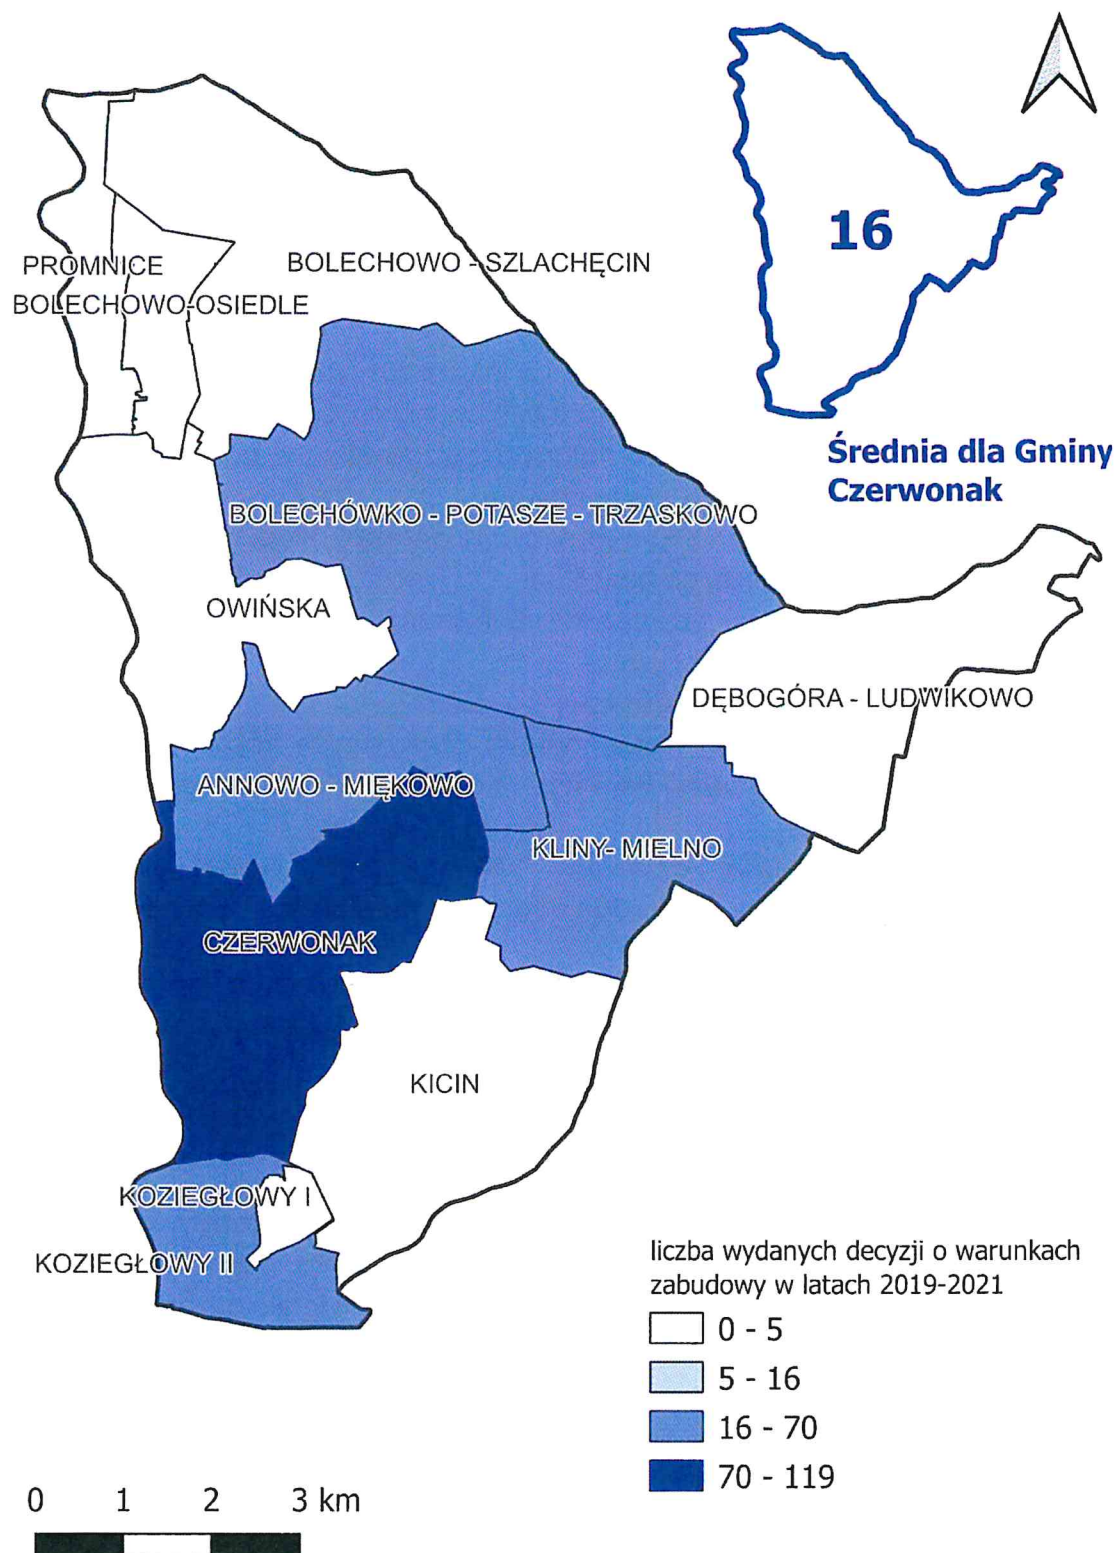 16
Średnia dla Gminy
Czerwonak
PROMNICE
BOLECHOWO - SZLACHĘCIN
BOLECHOWO-OSIEDLE
BOLECHÓWKO - POTASZE - TRZASKOWO
OWIŃSKA
DĘBOGÓRA - LUDWIKOWO
ANNOWO - MIĘKOWO
KLINY- MIELNO
CZERWONAK
KICIN
KOZIEGŁOWY I
KOZIEGŁOWY II
liczba wydanych decyzji o warunkach
zabudowy w latach 2019-2021
0 - 5
5 - 16
16 - 70
70 - 119
0 1 2 3 km